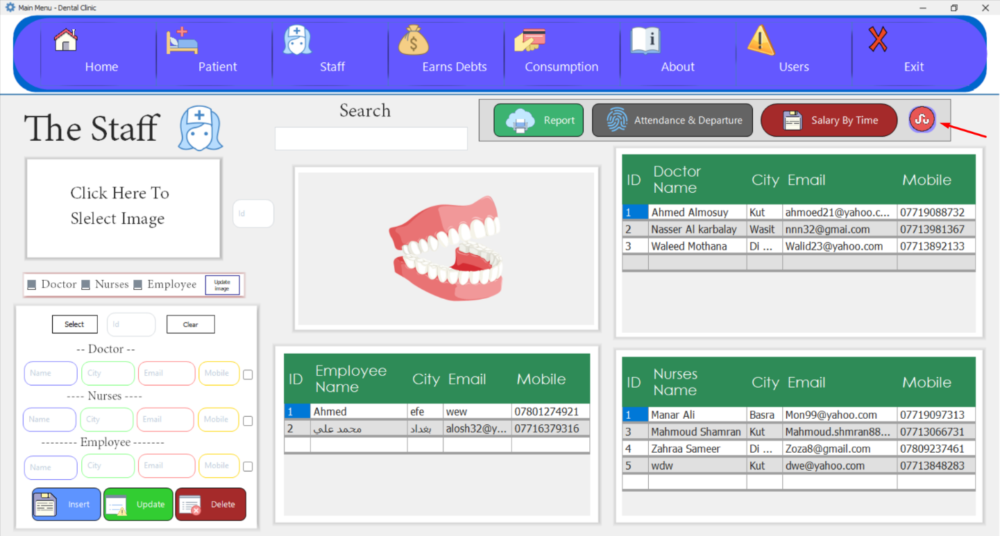 Main Menu - Dental Clinic
Home Patient Staff Earns Debts Consumption About Users Exit
The Staff
Search
Report Attendance & Departure Salary By Time
Click Here To
Slelect Image
Id
Doctor Nurses Employee Update
image
Select Id Clear
-- Doctor --
Name City Email Mobile
---- Nurses ----
Name City Email Mobile
-------- Employee -------
Name City Email Mobile
Insert Update Delete
ID Employee
Name City Email Mobile
1 Ahmed efe wew 07801274921
2 محمد علي بغداد alosh32@y... 07716379316
ID Doctor
Name City Email Mobile
1 Ahmed Almosuy Kut ahmoed21@yahoo.c... 07719088732
2 Nasser Al karbalay Wasit nnn32@gmai.com 07713981367
3 Waleed Mothana Di ... Walid23@yahoo.com 07713892133
ID Nurses
Name City Email Mobile
1 Manar Ali Basra Mon99@yahoo.com 07719097313
3 Mahmoud Shamran Kut Mahmoud.shmran88... 07713066731
4 Zahraa Sameer Di ... Zoza8@gmail.com 07809237461
5 wdw Kut dwe@yahoo.com 07713848283